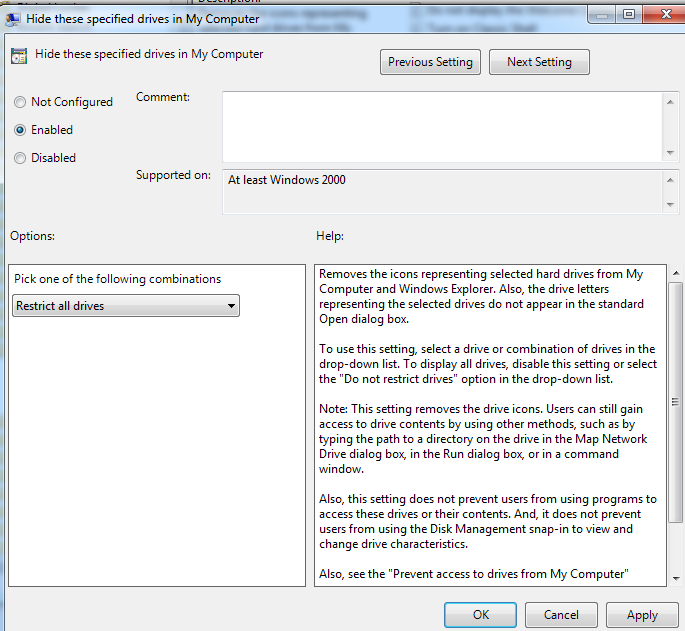 Hide these specified drives in My Computer
Hide these specified drives in My Computer
Previous Setting
Next Setting
Not Configured
Comment:
Enabled
Disabled
Supported on:
At least Windows 2000
Options:
Help:
Pick one of the following combinations
Restrict all drives
Removes the icons representing selected hard drives from My
Computer and Windows Explorer. Also, the drive letters
representing the selected drives do not appear in the standard
Open dialog box.
To use this setting, select a drive or combination of drives in the
drop-down list. To display all drives, disable this setting or select
the "Do not restrict drives" option in the drop-down list.
Note: This setting removes the drive icons. Users can still gain
access to drive contents by using other methods, such as by
typing the path to a directory on the drive in the Map Network
Drive dialog box, in the Run dialog box, or in a command
window.
Also, this setting does not prevent users from using programs to
access these drives or their contents. And, it does not prevent
users from using the Disk Management snap-in to view and
change drive characteristics.
Also, see the "Prevent access to drives from My Computer"
OK
Cancel
Apply